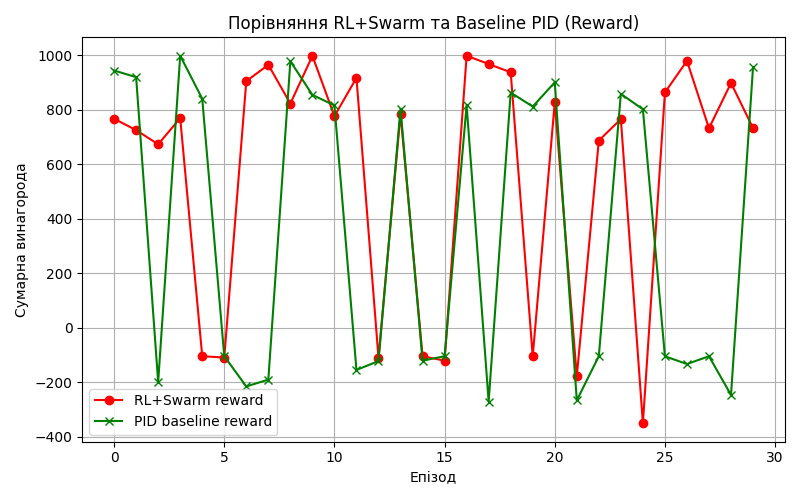 Порівняння RL+Swarm та Baseline PID (Reward)
Сумарна винагорода
1000
800
600
400
200
0
−200
−400
RL+Swarm reward
PID baseline reward
0 5 10 15 20 25 30
Епізод